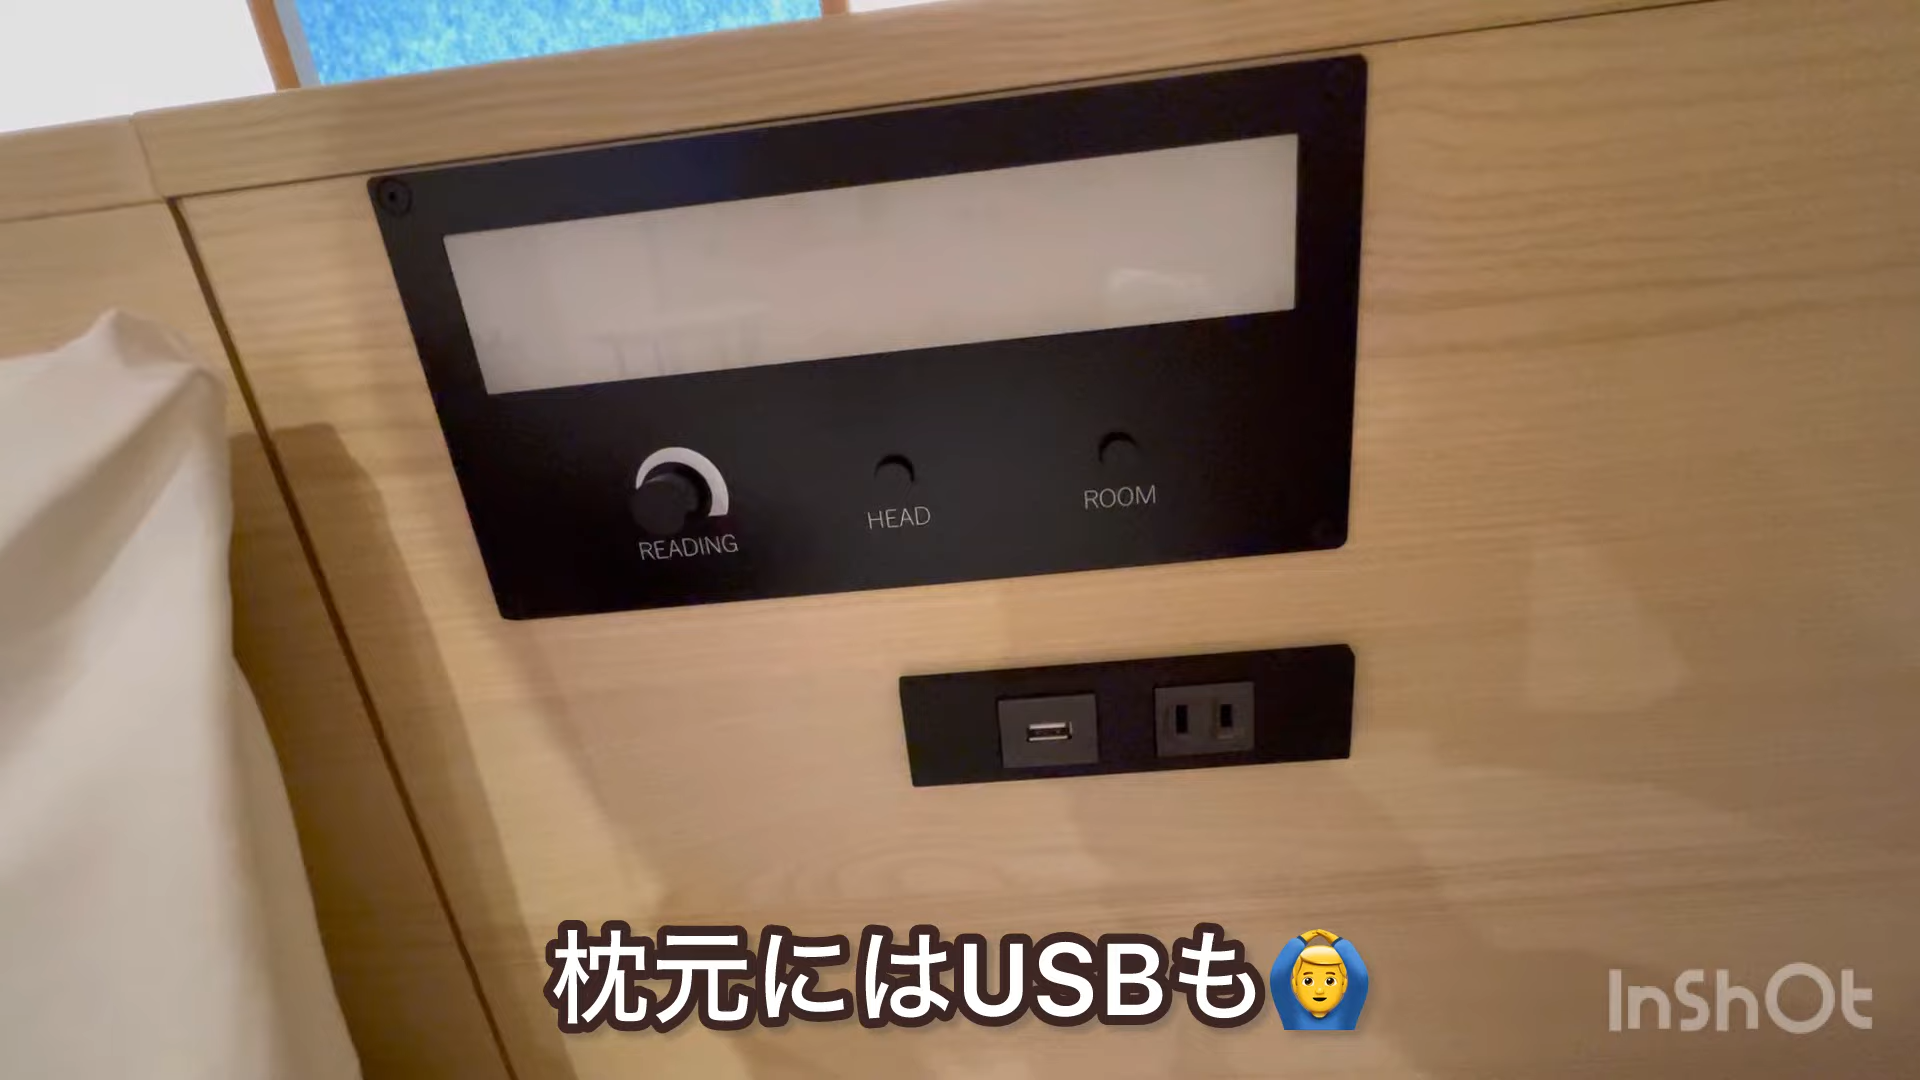 READING
HEAD
ROOM
枕元にはUSBも🙆‍♂️
InShOt